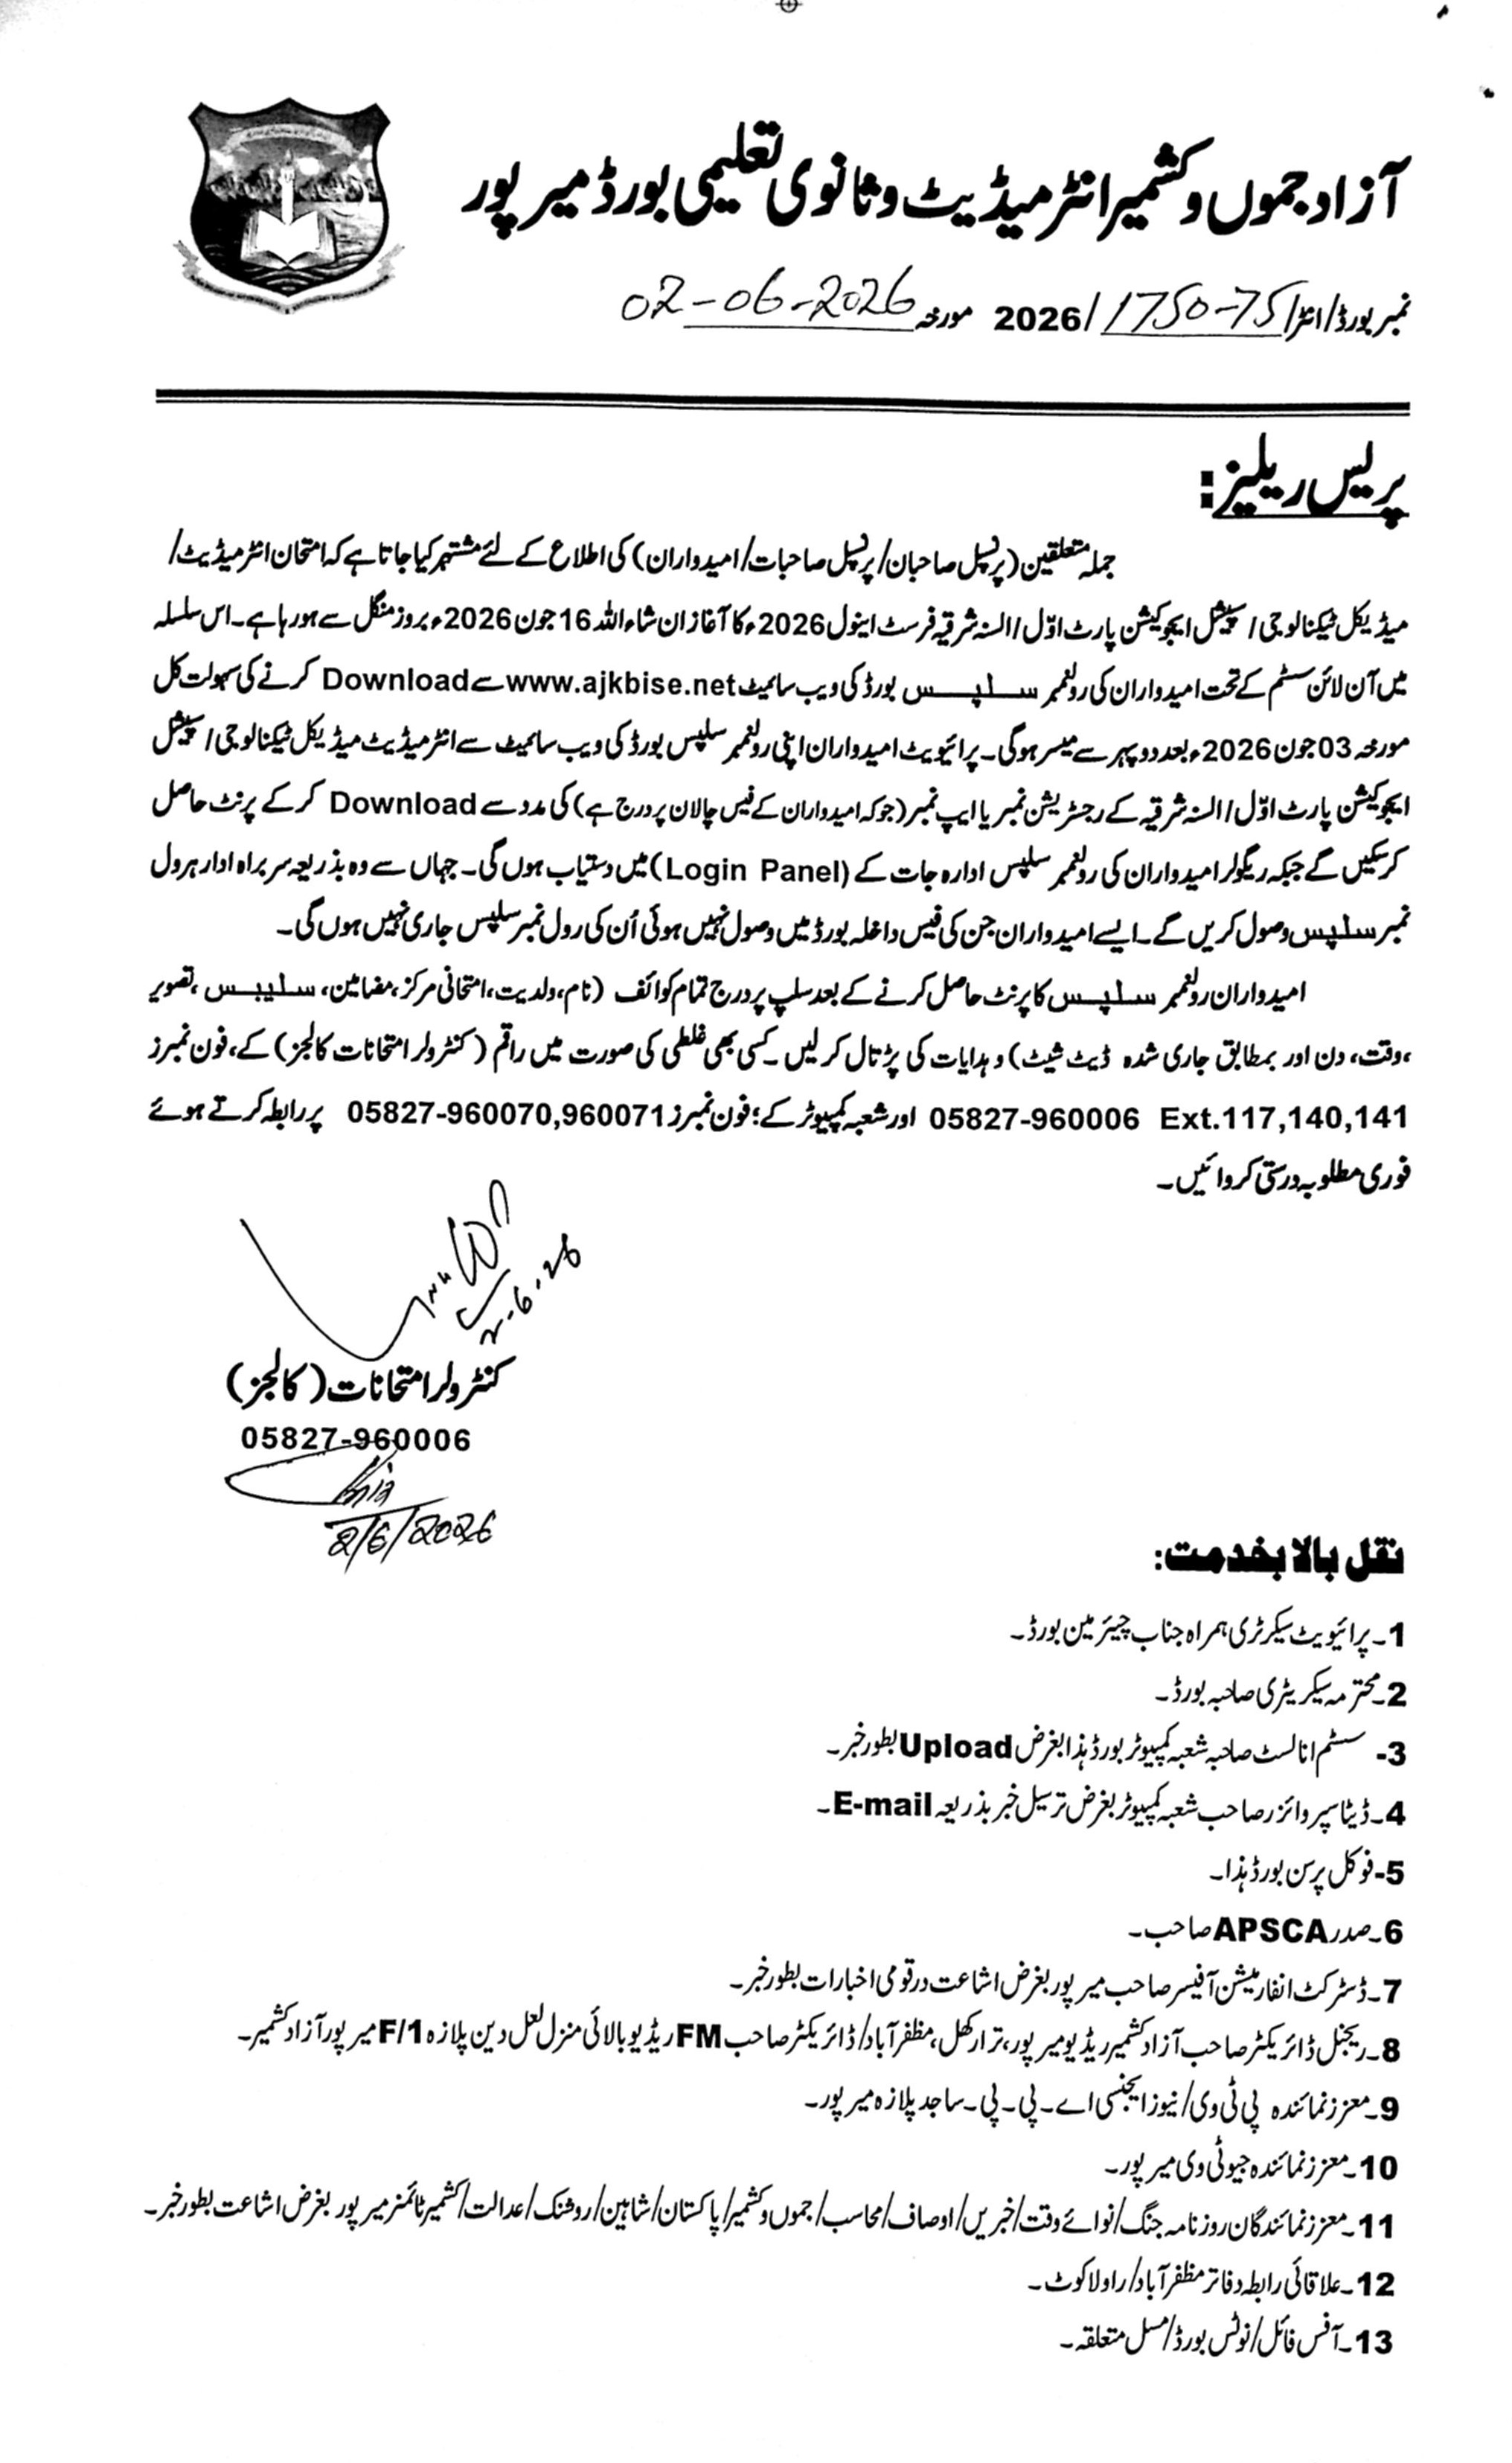 آزاد جموں و کشمیر انٹرمیڈیٹ و ثانوی تعلیمی بورڈ میرپور
نمبر بورڈ/انٹر/1750-75/2026 مورخہ 02-06-2026
پریس ریلیز:
جملہ متعلقین (پرنسپل صاحبان/پرنسپل صاحبات/امیدواران) کی اطلاع کے لئے مشتہر کیا جاتا ہے کہ امتحان انٹرمیڈیٹ/
میڈیکل ٹیکنالوجی/سپیشل ایجوکیشن پارٹ اوّل/السنہ شرقیہ فرسٹ اینول 2026ء کا آغاز ان شاءاللہ 16 جون 2026ء بروز منگل سے ہو رہا ہے۔ اس سلسلہ
میں آن لائن سسٹم کے تحت امیدواران کی رولنمبر سلپس بورڈ کی ویب سائیٹ www.ajkbise.net سے Download کرنے کی سہولت کل
مورخہ 03 جون 2026ء بعد دوپہر سے میسر ہوگی۔ پرائیویٹ امیدواران اپنی رولنمبر سلپس بورڈ کی ویب سائیٹ سے انٹرمیڈیٹ میڈیکل ٹیکنالوجی/سپیشل
ایجوکیشن پارٹ اوّل/السنہ شرقیہ کے رجسٹریشن نمبر یا ایپ نمبر (جوکہ امیدواران کے فیس چالان پر درج ہے) کی مدد سے Download کرکے پرنٹ حاصل
کرسکیں گے جبکہ ریگولر امیدواران کی رولنمبر سلپس ادارہ جات کے (Login Panel) میں دستیاب ہوں گی۔ جہاں سے وہ بذریعہ سربراہ ادارہ رول
نمبر سلپس وصول کریں گے۔ ایسے امیدواران جن کی فیس داخلہ بورڈ میں وصول نہیں ہوئی اُن کی رول نمبر سلپس جاری نہیں ہوں گی۔
امیدواران رولنمبر سلپس کا پرنٹ حاصل کرنے کے بعد سلپ پر درج تمام کوائف (نام، ولدیت، امتحانی مرکز، مضامین، سلیبس، تصویر
،وقت، دن اور بمطابق جاری شدہ ڈیٹ شیٹ) و ہدایات کی پڑتال کرلیں۔ کسی بھی غلطی کی صورت میں راقم (کنٹرولر امتحانات کالجز) کے، فون نمبرز
05827-960006 Ext.117,140,141 اور شعبہ کمپیوٹر کے؛ فون نمبرز 05827-960070,960071 پر رابطہ کرتے ہوئے
فوری مطلوبہ درستی کروائیں۔
2-6-26
کنٹرولر امتحانات (کالجز)
05827-960006
2/6/2026
نقل بالا بخدمت:
1۔ پرائیویٹ سیکرٹری ہمراہ جناب چیئرمین بورڈ۔
2۔ محترمہ سیکریٹری صاحبہ بورڈ۔
3- سسٹم انالسٹ صاحبہ شعبہ کمپیوٹر بورڈ ہذا بغرض Upload بطور خبر۔
4۔ ڈیٹا سپروائزر صاحب شعبہ کمپیوٹر بغرض ترسیل خبر بذریعہ E-mail۔
5- فوکل پرسن بورڈ ہذا۔
6۔ صدر APSCA صاحب۔
7۔ ڈسٹرکٹ انفارمیشن آفیسر صاحب میرپور بغرض اشاعت در قومی اخبارات بطور خبر۔
8۔ ریجنل ڈائریکٹر صاحب آزاد کشمیر ریڈیو میرپور، تراڑکھل، مظفرآباد/ڈائریکٹر صاحب FM ریڈیو بالائی منزل لعل دین پلازہ F/1 میرپور آزاد کشمیر۔
9۔ معزز نمائندہ پی ٹی وی/نیوز ایجنسی اے۔ پی۔ پی۔ ساجد پلازہ میرپور۔
10۔ معزز نمائندہ جیو ٹی وی میرپور۔
11۔ معزز نمائندگان روزنامہ جنگ/نوائے وقت/خبریں/اوصاف/محاسب/جموں و کشمیر/پاکستان/شاہین/روشنک/عدالت/کشمیر ٹائمنز میرپور بغرض اشاعت بطور خبر۔
12۔ علاقائی رابطہ دفاتر مظفرآباد/راولاکوٹ۔
13۔ آفس فائل/نوٹس بورڈ/مسل متعلقہ۔